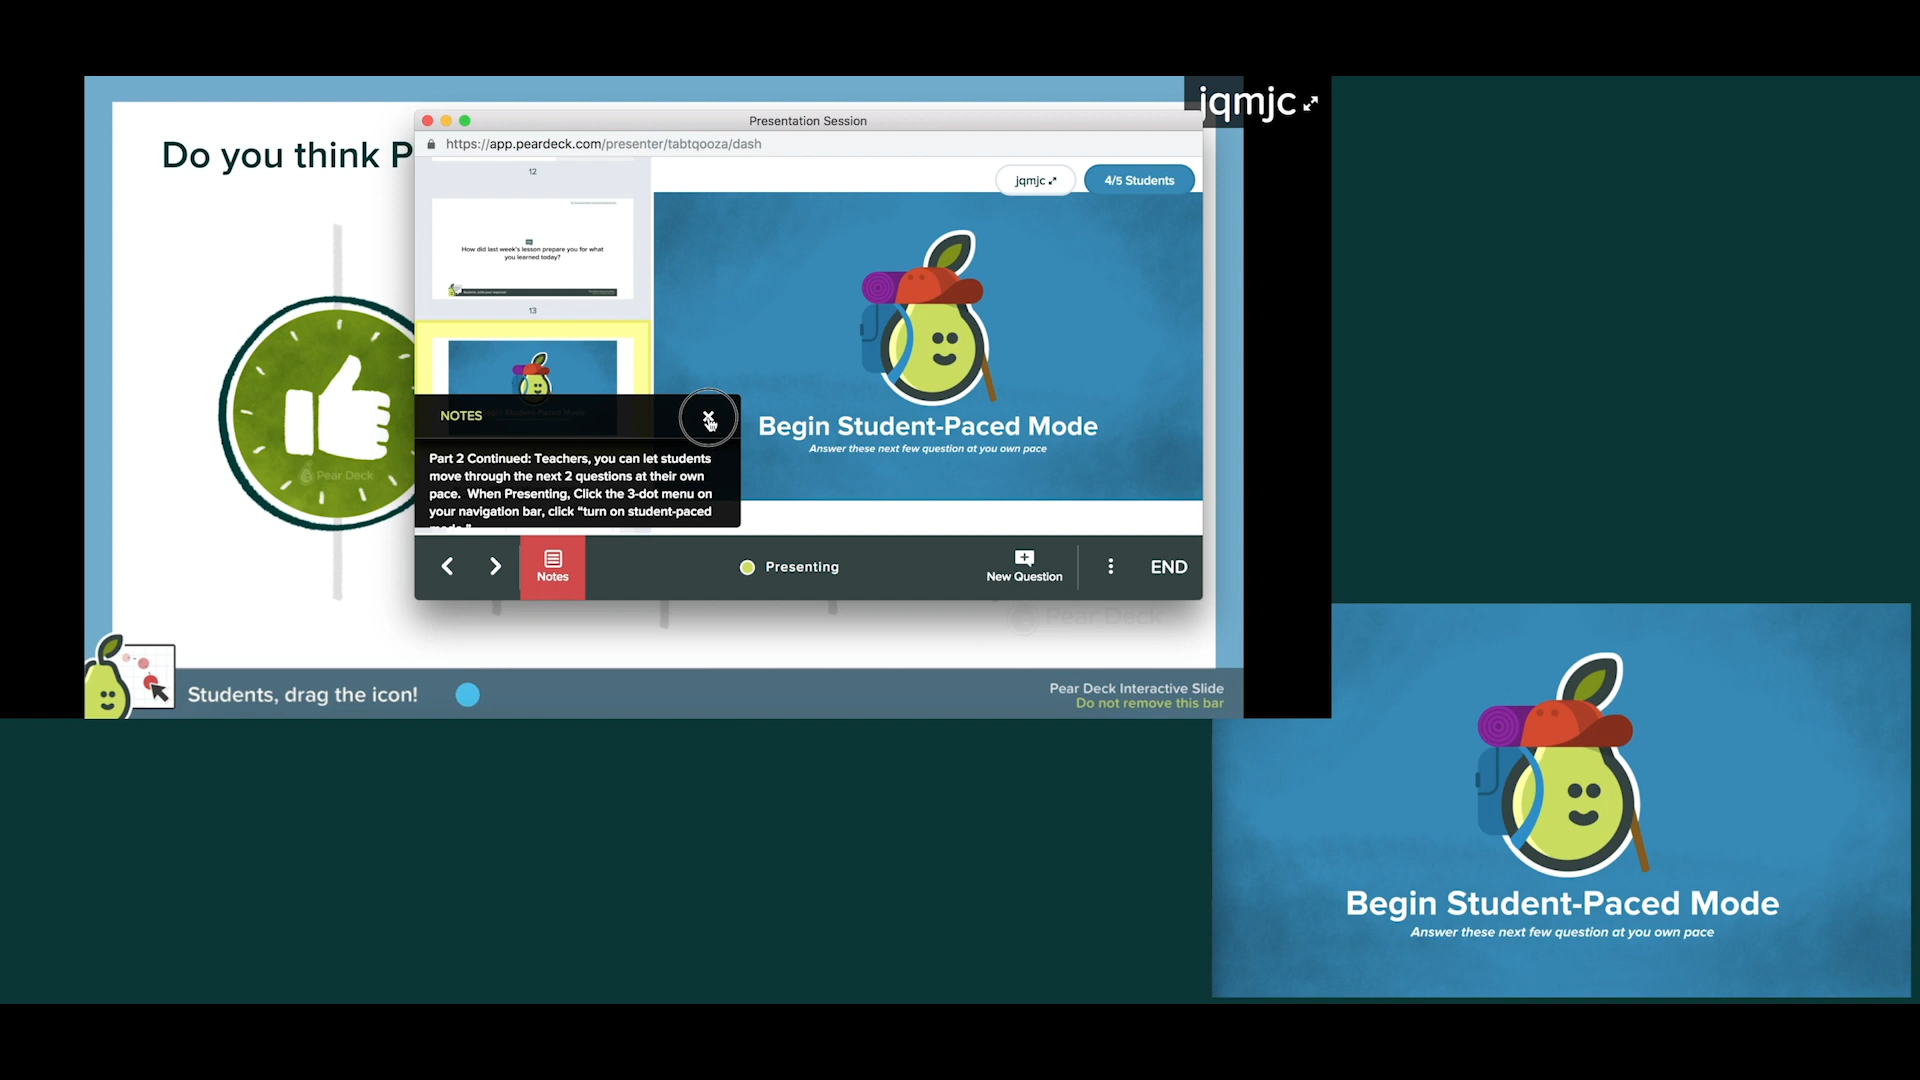 Do you think P
jqmjc
Presentation Session
https://app.peardeck.com/presenter/tabtqooza/dash
12
How did last week's lesson prepare you for what
you learned today?
13
jqmjc
4/5 Students
Begin Student-Paced Mode
Answer these next few question at you own pace
NOTES
Part 2 Continued: Teachers, you can let students
move through the next 2 questions at their own
pace. When Presenting, Click the 3-dot menu on
your navigation bar, click “turn on student-paced
mode.”
Notes
Presenting
New Question
END
Pear Deck
Pear Deck
Students, drag the icon!
Pear Deck Interactive Slide
Do not remove this bar
Begin Student-Paced Mode
Answer these next few question at you own pace